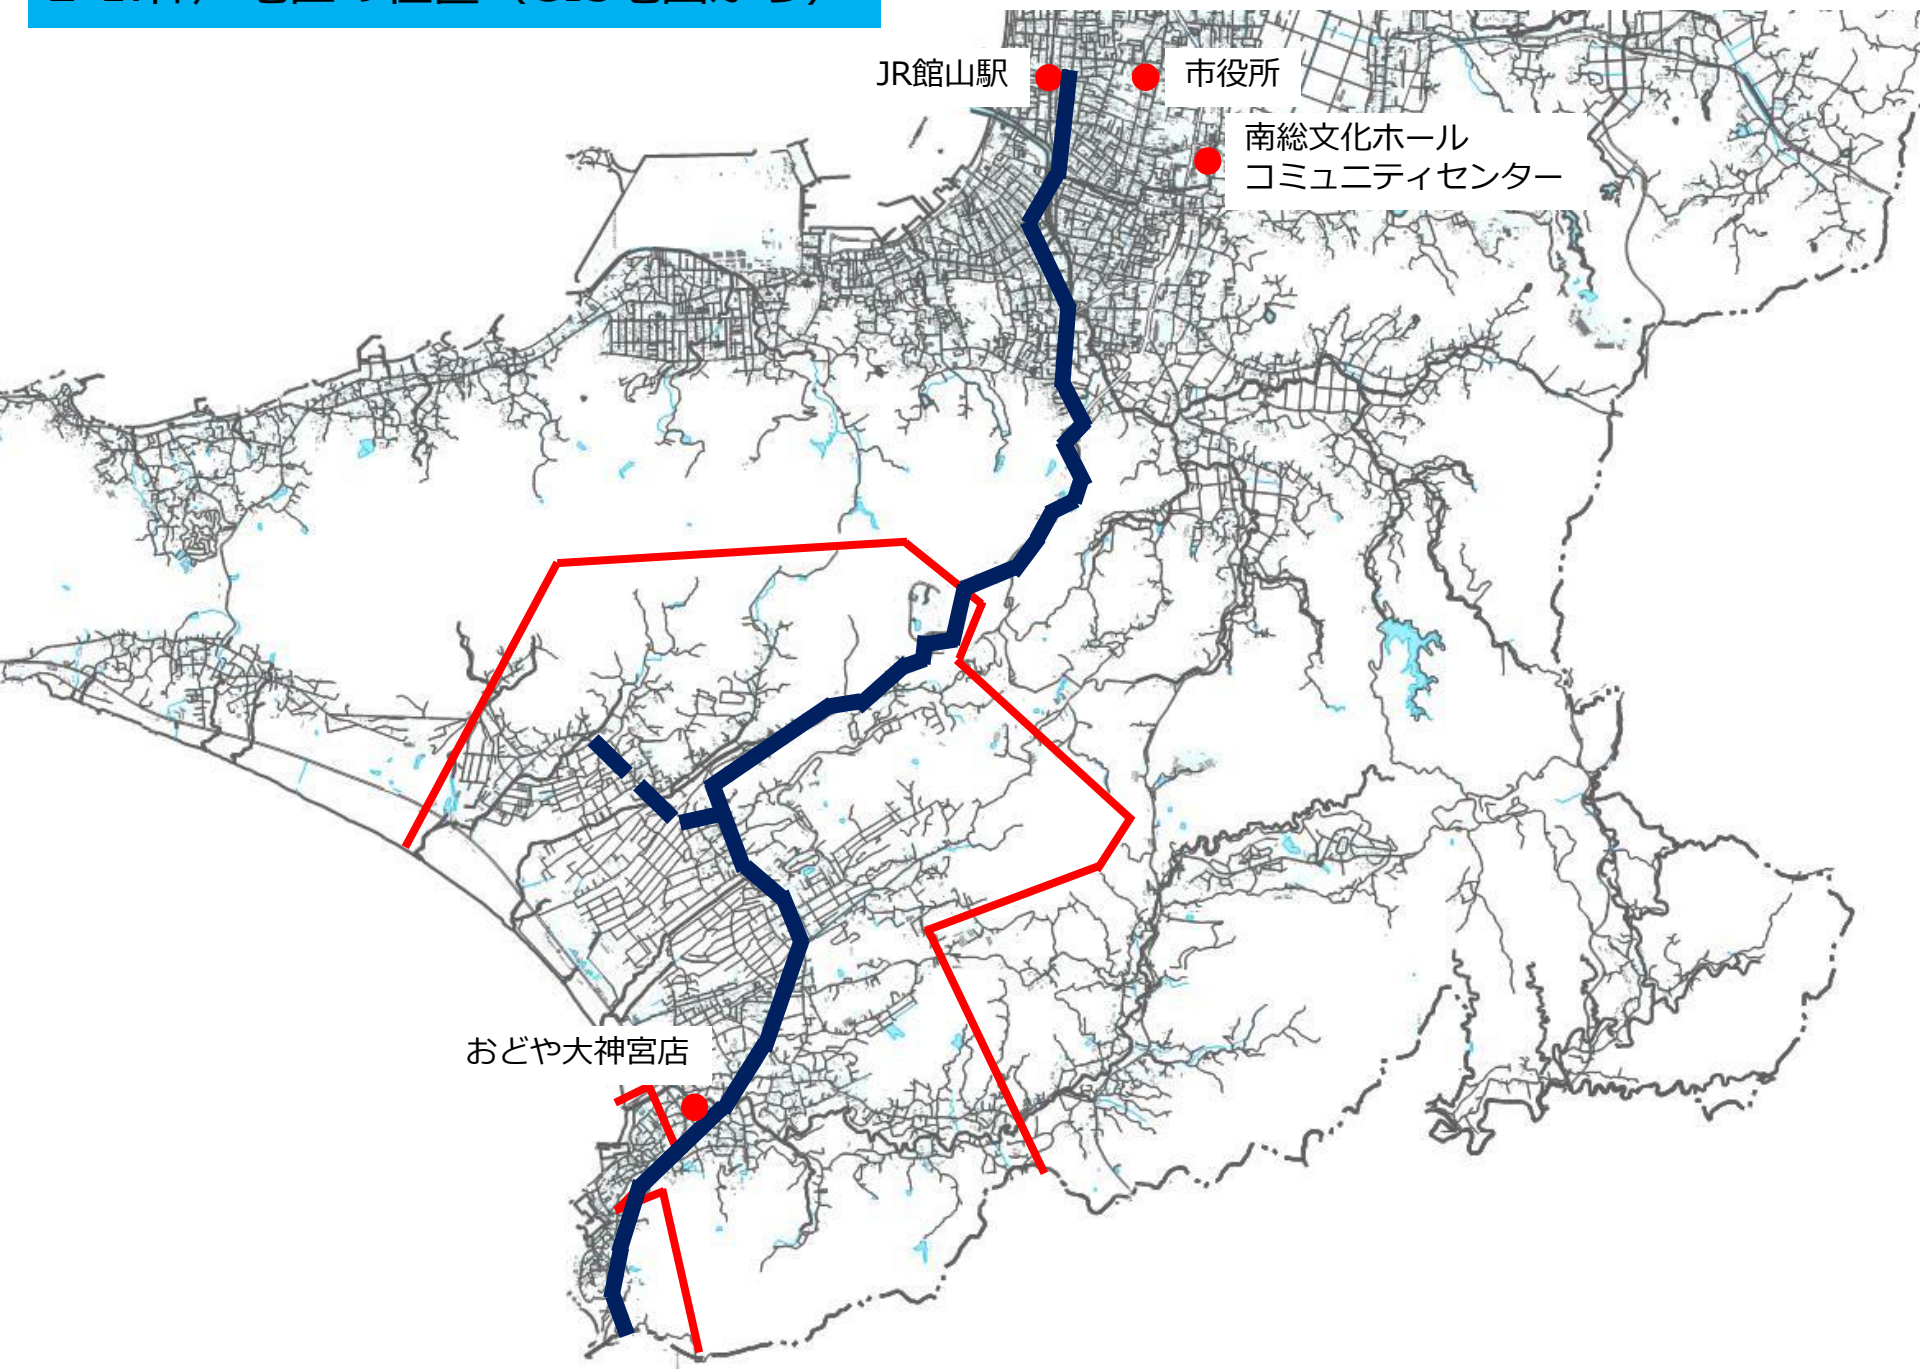 JR館山駅
市役所
南総文化ホール
コミュニティセンター
おどや大神宮店